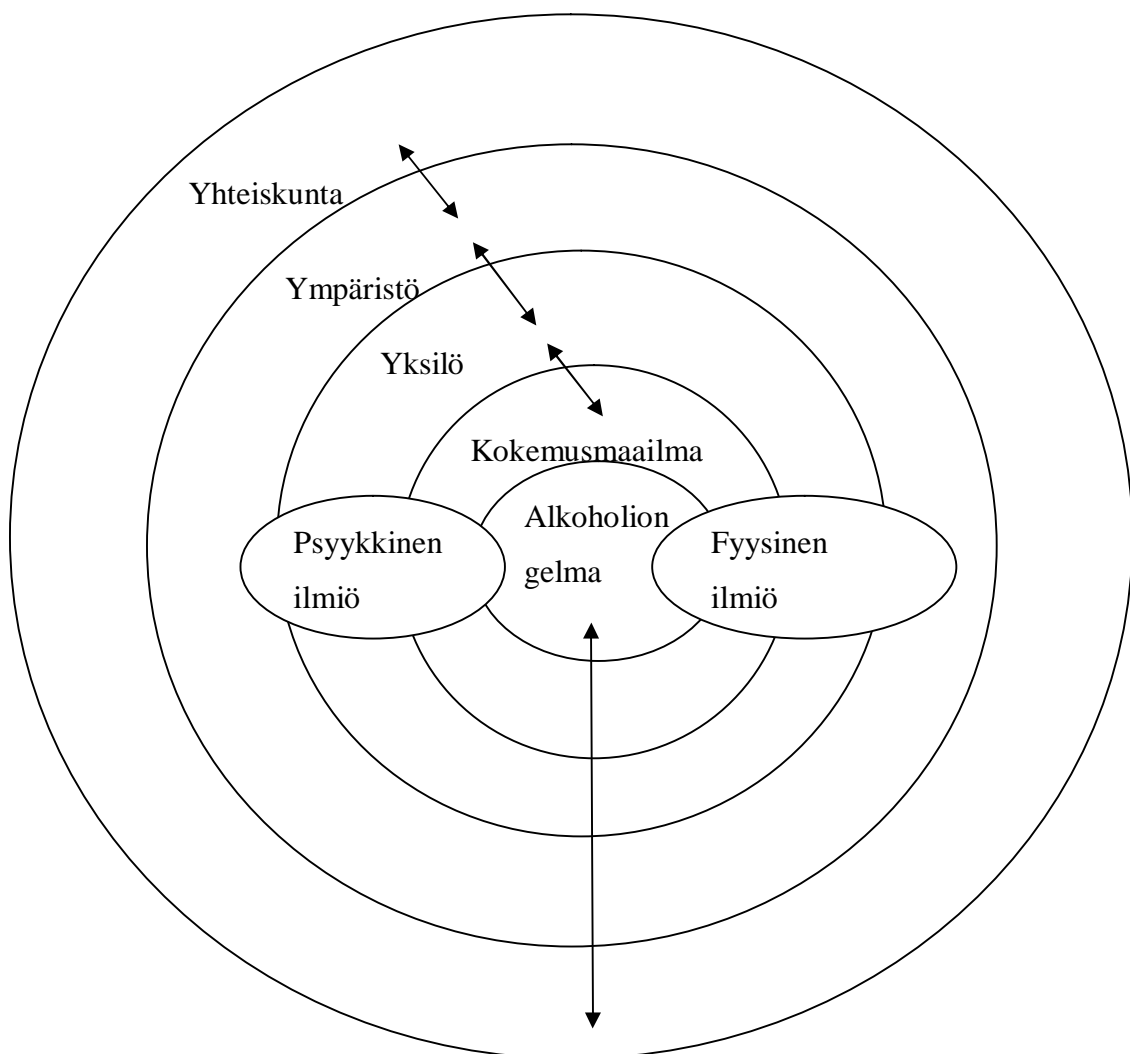 Yhteiskunta
Ympäristö
Yksilö
Kokemusmaailma
Alkoholion
gelma
Psyykkinen
ilmiö
Fyysinen
ilmiö